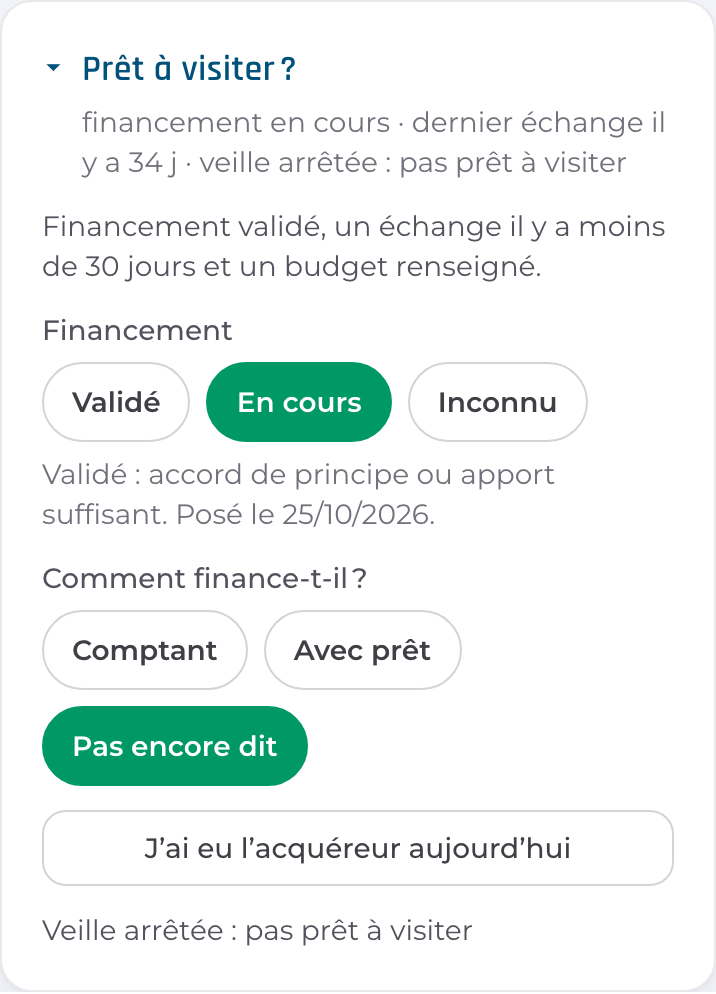 Prêt à visiter ?
financement en cours · dernier échange il
y a 34 j · veille arrêtée : pas prêt à visiter
Financement validé, un échange il y a moins
de 30 jours et un budget renseigné.
Financement
Validé
En cours
Inconnu
Validé : accord de principe ou apport
suffisant. Posé le 25/10/2026.
Comment finance-t-il ?
Comptant
Avec prêt
Pas encore dit
J’ai eu l’acquéreur aujourd’hui
Veille arrêtée : pas prêt à visiter